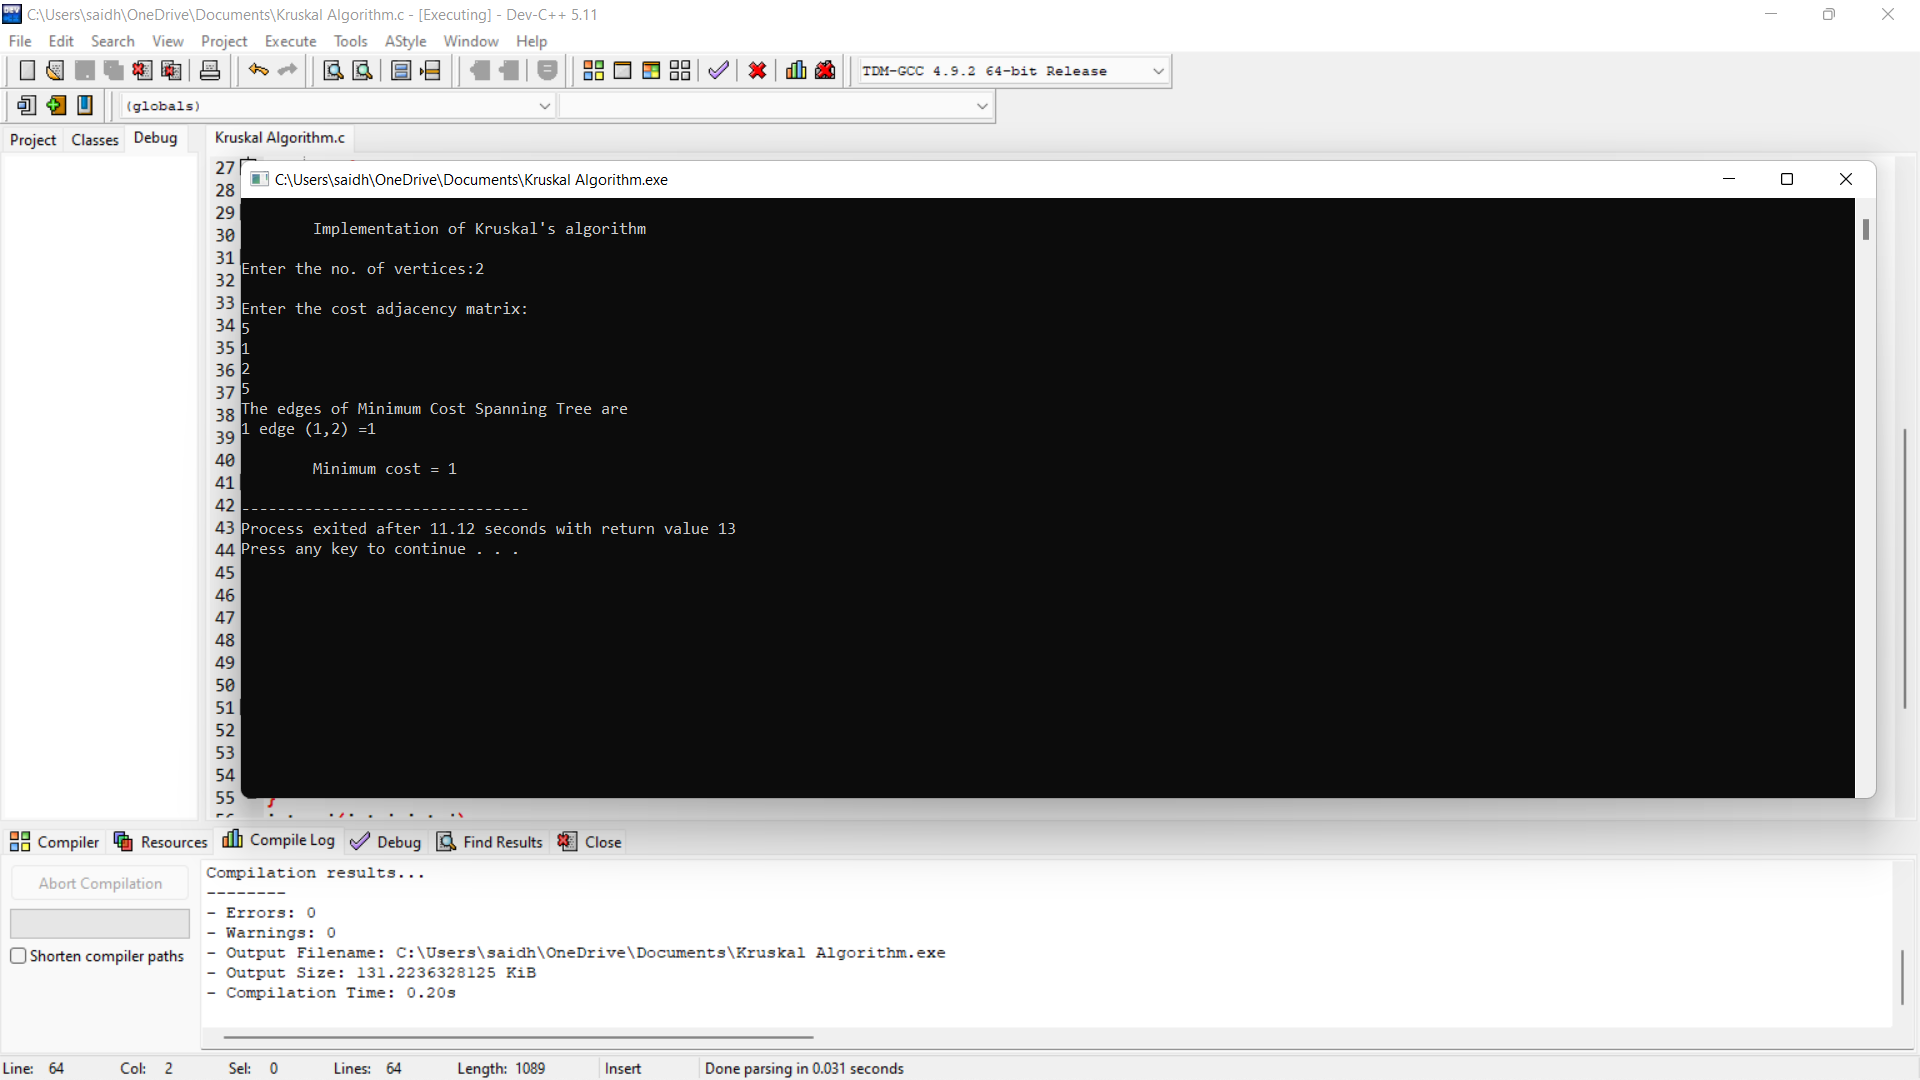 C:\Users\saidh\OneDrive\Documents\Kruskal Algorithm.c - [Executing] - Dev-C++ 5.11
File Edit Search View Project Execute Tools AStyle Window Help
TDM-GCC 4.9.2 64-bit Release
(globals)
Project Classes Debug
Kruskal Algorithm.c
C:\Users\saidh\OneDrive\Documents\Kruskal Algorithm.exe
Implementation of Kruskal's algorithm
Enter the no. of vertices:2
Enter the cost adjacency matrix:
5
1
2
5
The edges of Minimum Cost Spanning Tree are
1 edge (1,2) =1
Minimum cost = 1
--------------------------------
Process exited after 11.12 seconds with return value 13
Press any key to continue . . .
27
28
29
30
31
32
33
34
35
36
37
38
39
40
41
42
43
44
45
46
47
48
49
50
51
52
53
54
55 }
Compiler Resources Compile Log Debug Find Results Close
Abort Compilation
Shorten compiler paths
Compilation results...
--------
- Errors: 0
- Warnings: 0
- Output Filename: C:\Users\saidh\OneDrive\Documents\Kruskal Algorithm.exe
- Output Size: 131.2236328125 KiB
- Compilation Time: 0.20s
Line: 64 Col: 2 Sel: 0 Lines: 64 Length: 1089 Insert Done parsing in 0.031 seconds